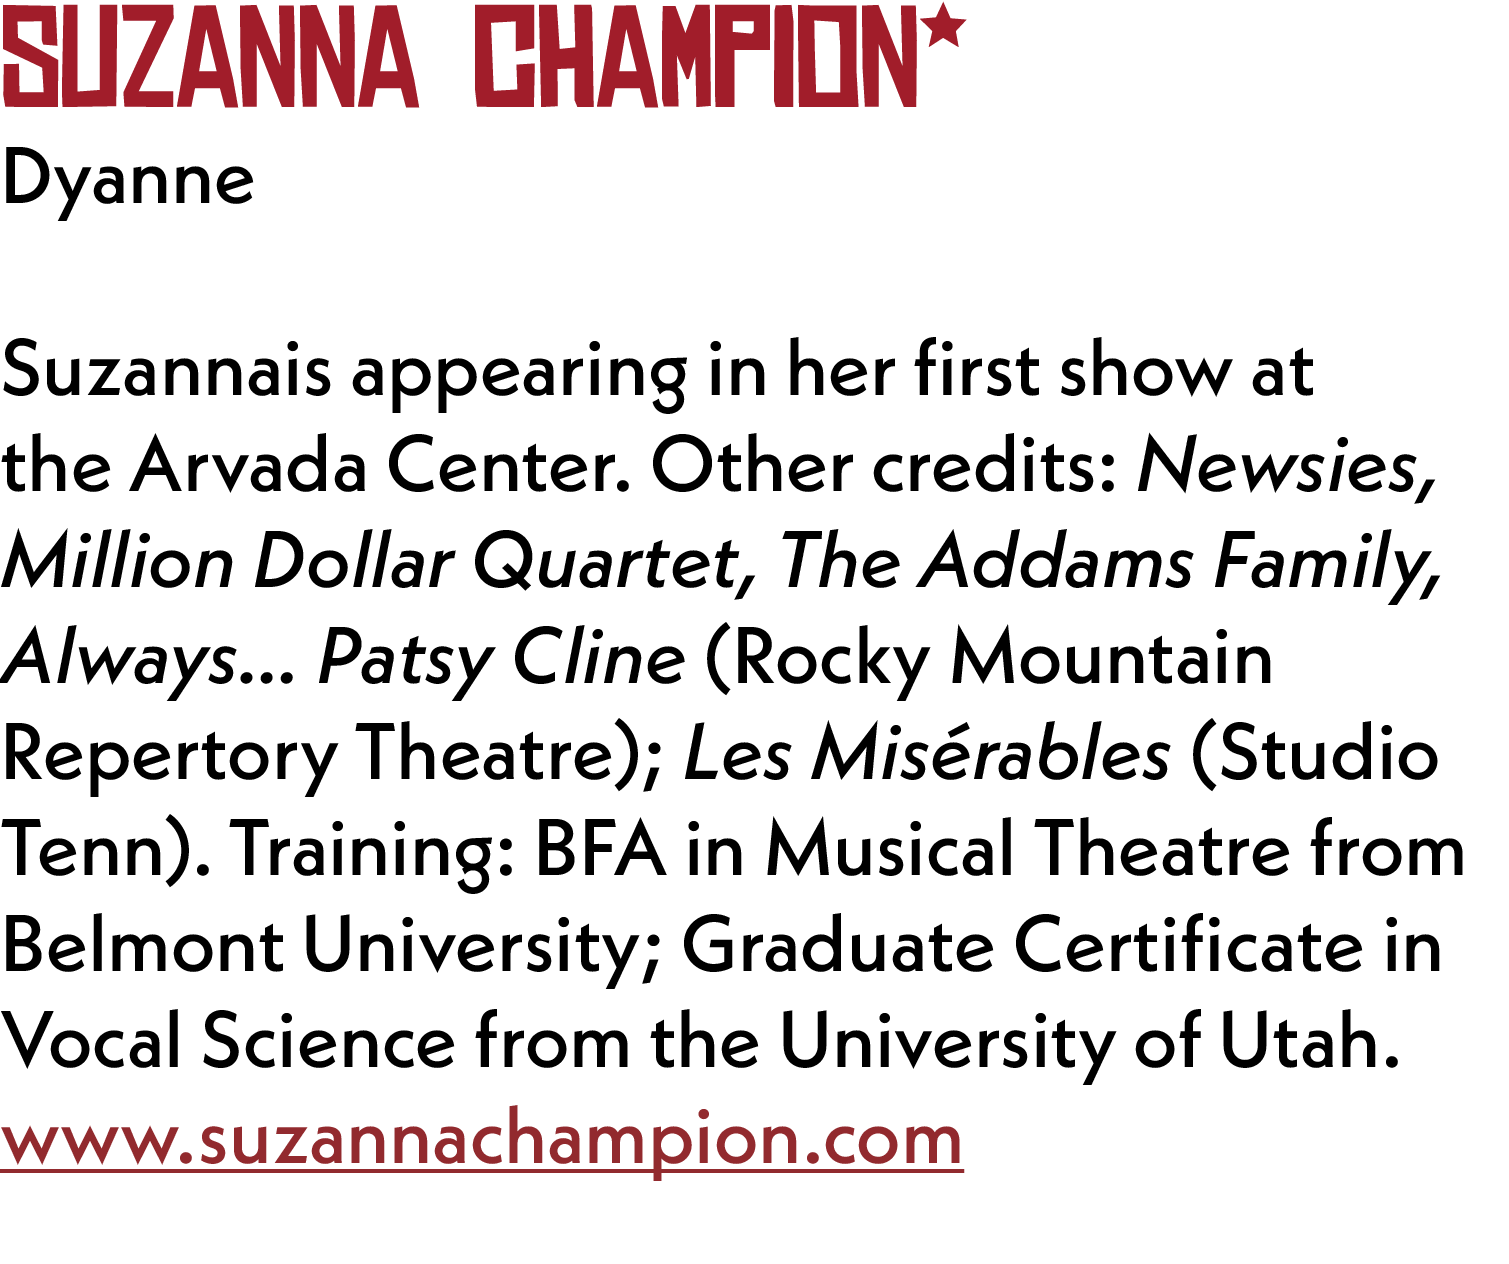 SUZANNA CHAMPION★
Dyanne
Suzannais appearing in her first show at
the Arvada Center. Other credits: Newsies,
Million Dollar Quartet, The Addams Family,
Always... Patsy Cline (Rocky Mountain
Repertory Theatre); Les Misérables (Studio
Tenn). Training: BFA in Musical Theatre from
Belmont University; Graduate Certificate in
Vocal Science from the University of Utah.
www.suzannachampion.com